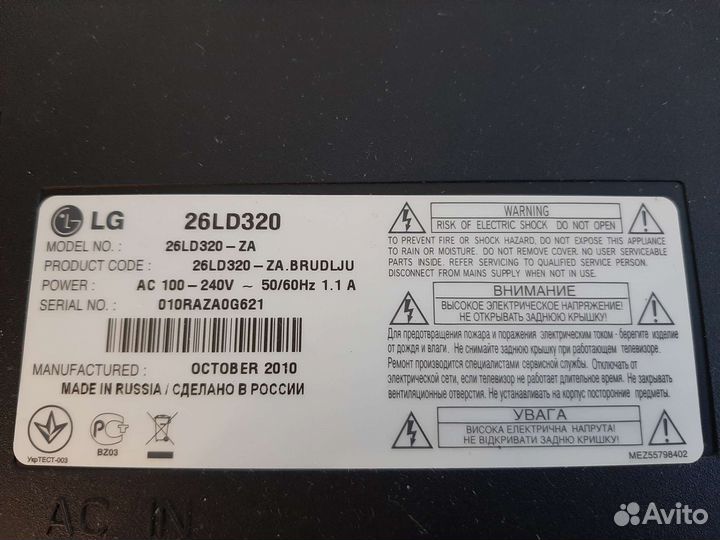 LG 26LD320
MODEL NO. : 26LD320-ZA
PRODUCT CODE : 26LD320-ZA.BRUDLJU
POWER : AC 100-240V ~ 50/60Hz 1.1 A
SERIAL NO. : 010RAZA0G621
MANUFACTURED : OCTOBER 2010
MADE IN RUSSIA / СДЕЛАНО В РОССИИ
УкрТЕСТ-003
BZ03
WARNING
RISK OF ELECTRIC SHOCK DO NOT OPEN
TO PREVENT FIRE OR SHOCK HAZARD, DO NOT EXPOSE THIS APPLIANCE
TO RAIN OR MOISTURE. DO NOT REMOVE COVER. NO USER-SERVICEABLE
PARTS INSIDE. REFER SERVICING TO QUALIFIED SERVICE PERSONNEL.
DISCONNECT FROM MAINS SUPPLY WHEN NOT IN USE.
ВНИМАНИЕ
ВЫСОКОЕ ЭЛЕКТРИЧЕСКОЕ НАПРЯЖЕНИЕ!
НЕ ОТКРЫВАТЬ ЗАДНЮЮ КРЫШКУ!
Для предотвращения пожара и поражения электрическим током - берегите изделие
от дождя и влаги. Не снимайте заднюю крышку при работающем телевизоре.
Ремонт производится специалистами сервисной службы. Отключать от
электрической сети, если телевизор не работает длительное время. Не закрывать
вентиляционные отверстия. Не устанавливать на корпус посторонние предметы.
УВАГА
ВИСОКА ЕЛЕКТРИЧНА НАПРУГА!
НЕ ВІДКРИВАТИ ЗАДНЮ КРИШКУ!
MEZ55798402
AC IN
Avito